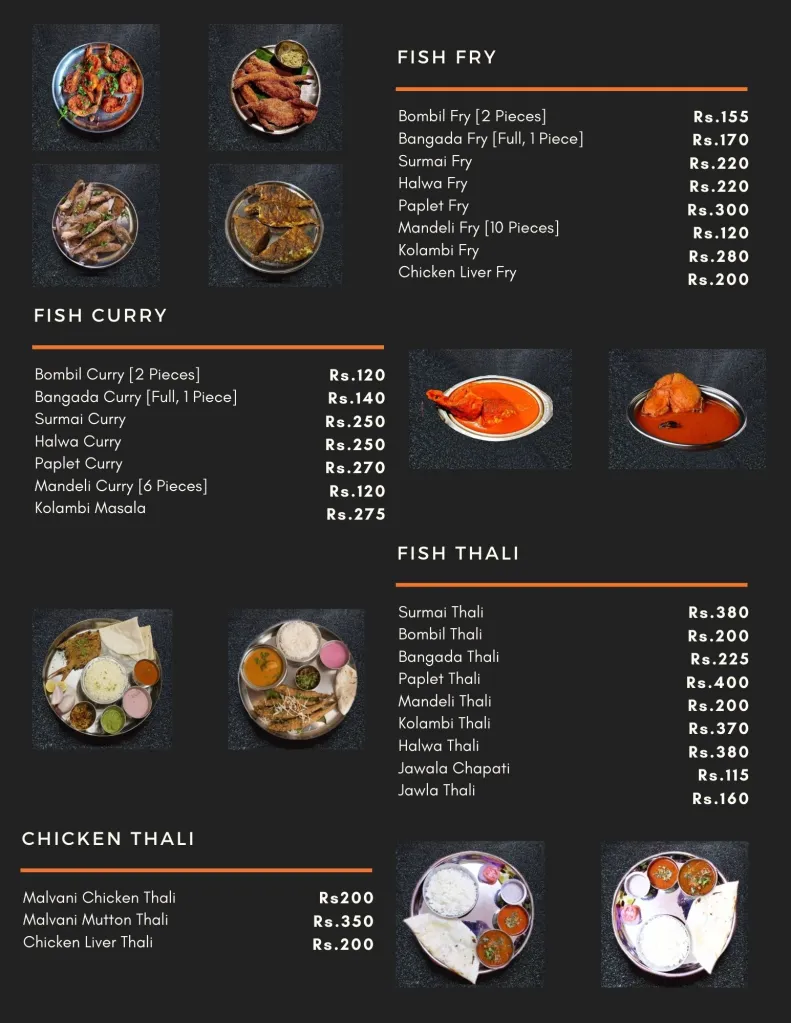 FISH FRY
Bombil Fry [2 Pieces] Rs.155
Bangada Fry [Full, 1 Piece] Rs.170
Surmai Fry Rs.220
Halwa Fry Rs.220
Paplet Fry Rs.300
Mandeli Fry [10 Pieces] Rs.120
Kolambi Fry Rs.280
Chicken Liver Fry Rs.200
FISH CURRY
Bombil Curry [2 Pieces] Rs.120
Bangada Curry [Full, 1 Piece] Rs.140
Surmai Curry Rs.250
Halwa Curry Rs.250
Paplet Curry Rs.270
Mandeli Curry [6 Pieces] Rs.120
Kolambi Masala Rs.275
FISH THALI
Surmai Thali Rs.380
Bombil Thali Rs.200
Bangada Thali Rs.225
Paplet Thali Rs.400
Mandeli Thali Rs.200
Kolambi Thali Rs.370
Halwa Thali Rs.380
Jawala Chapati Rs.115
Jawla Thali Rs.160
CHICKEN THALI
Malvani Chicken Thali Rs200
Malvani Mutton Thali Rs.350
Chicken Liver Thali Rs.200